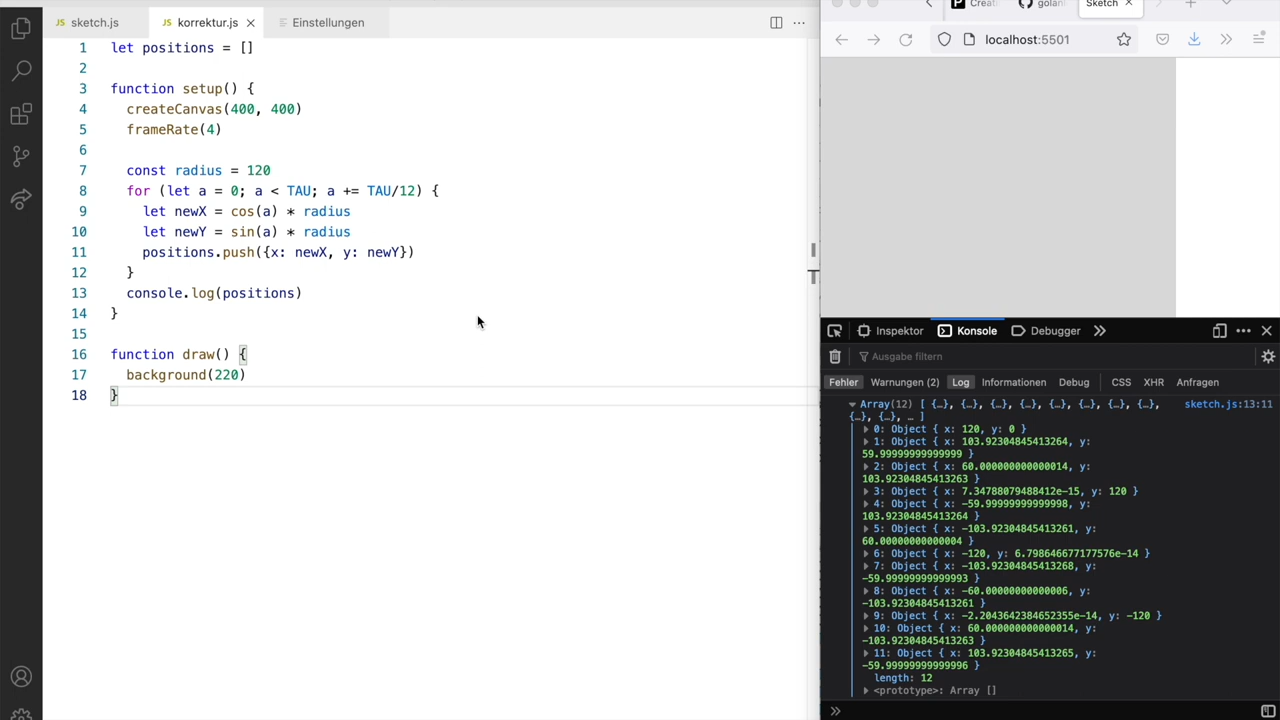 JS sketch.js
JS korrektur.js
Einstellungen
1 let positions = []
2
3 function setup() {
4 createCanvas(400, 400)
5 frameRate(4)
6
7 const radius = 120
8 for (let a = 0; a < TAU; a += TAU/12) {
9 let newX = cos(a) * radius
10 let newY = sin(a) * radius
11 positions.push({x: newX, y: newY})
12 }
13 console.log(positions)
14 }
15
16 function draw() {
17 background(220)
18 }
Creati
golanl
Sketch
localhost:5501
Inspektor
Konsole
Debugger
Ausgabe filtern
Fehler
Warnungen (2)
Log
Informationen
Debug
CSS
XHR
Anfragen
Array(12) [ {…}, {…}, {…}, {…}, {…}, {…}, {…}, {…}, sketch.js:13:11
{…}, {…}, … ]
0: Object { x: 120, y: 0 }
1: Object { x: 103.92304845413264, y:
59.99999999999999 }
2: Object { x: 60.000000000000014, y:
103.92304845413263 }
3: Object { x: 7.34788079488412e-15, y: 120 }
4: Object { x: -59.99999999999998, y:
103.92304845413264 }
5: Object { x: -103.92304845413261, y:
60.00000000000004 }
6: Object { x: -120, y: 6.798646677177576e-14 }
7: Object { x: -103.92304845413268, y:
-59.99999999999993 }
8: Object { x: -60.00000000000006, y:
-103.92304845413261 }
9: Object { x: -2.2043642384652355e-14, y: -120 }
10: Object { x: 60.000000000000014, y:
-103.92304845413263 }
11: Object { x: 103.92304845413265, y:
-59.99999999999996 }
length: 12
<prototype>: Array []